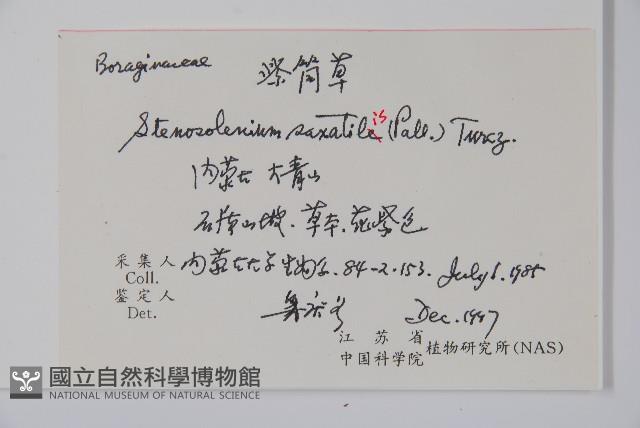 Boraginaceae 紫筒草
is
Stenosolenium saxatile (Pall.) Turcz.
内蒙古 大青山
石质山坡. 草本. 花紫色
采集人 内蒙古大学生物系. 84-2-153. July 6. 1985
Coll.
鉴定人 Dec. 1997
Det.
江苏省
中国科学院 植物研究所(NAS)
國立自然科學博物館
NATIONAL MUSEUM OF NATURAL SCIENCE